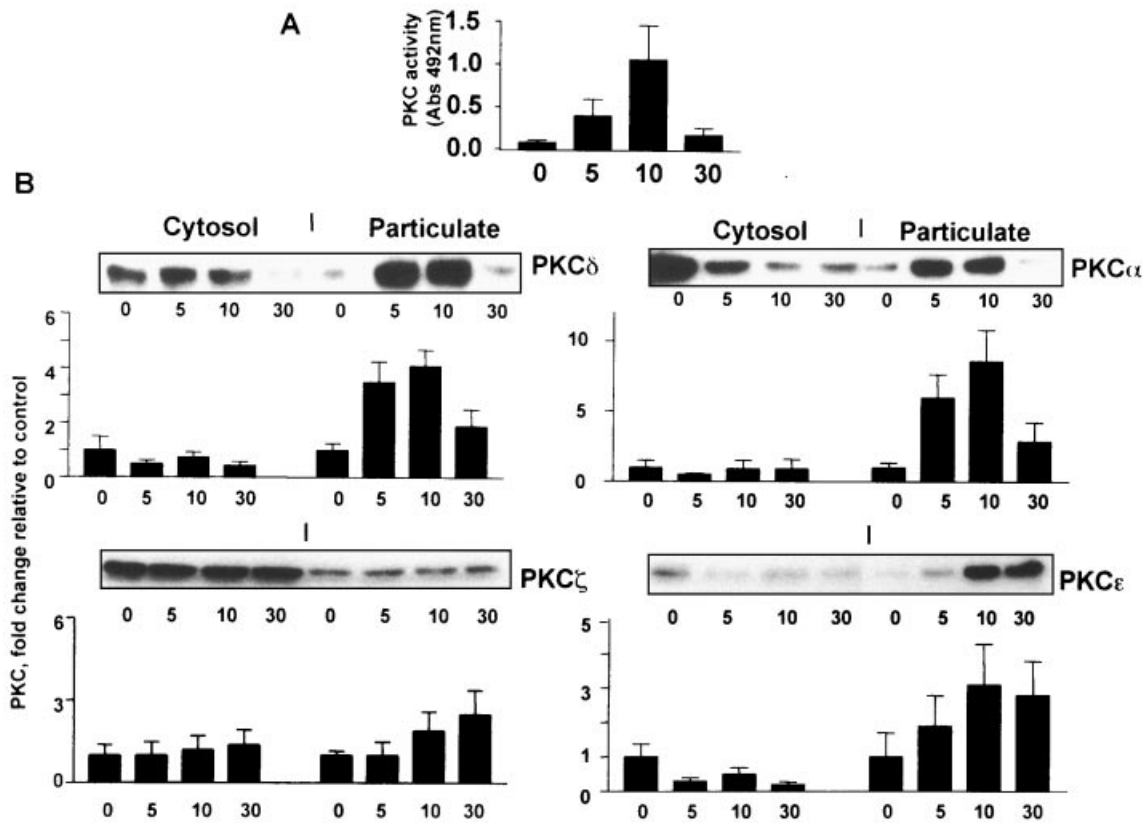 A
PKC activity
(Abs 492nm)
1.5
1.0
0.5
0.0
0 5 10 30
B
Cytosol I Particulate
PKCδ
0 5 10 30 0 5 10 30
Cytosol I Particulate
PKCα
0 5 10 30 0 5 10 30
PKC, fold change relative to control
6
4
2
0
0 5 10 30 0 5 10 30
10
5
0
0 5 10 30 0 5 10 30
I
PKCζ
0 5 10 30 0 5 10 30
I
PKCε
0 5 10 30 0 5 10 30
6
3
0
0 5 10 30 0 5 10 30
5
3
1
0
0 5 10 30 0 5 10 30